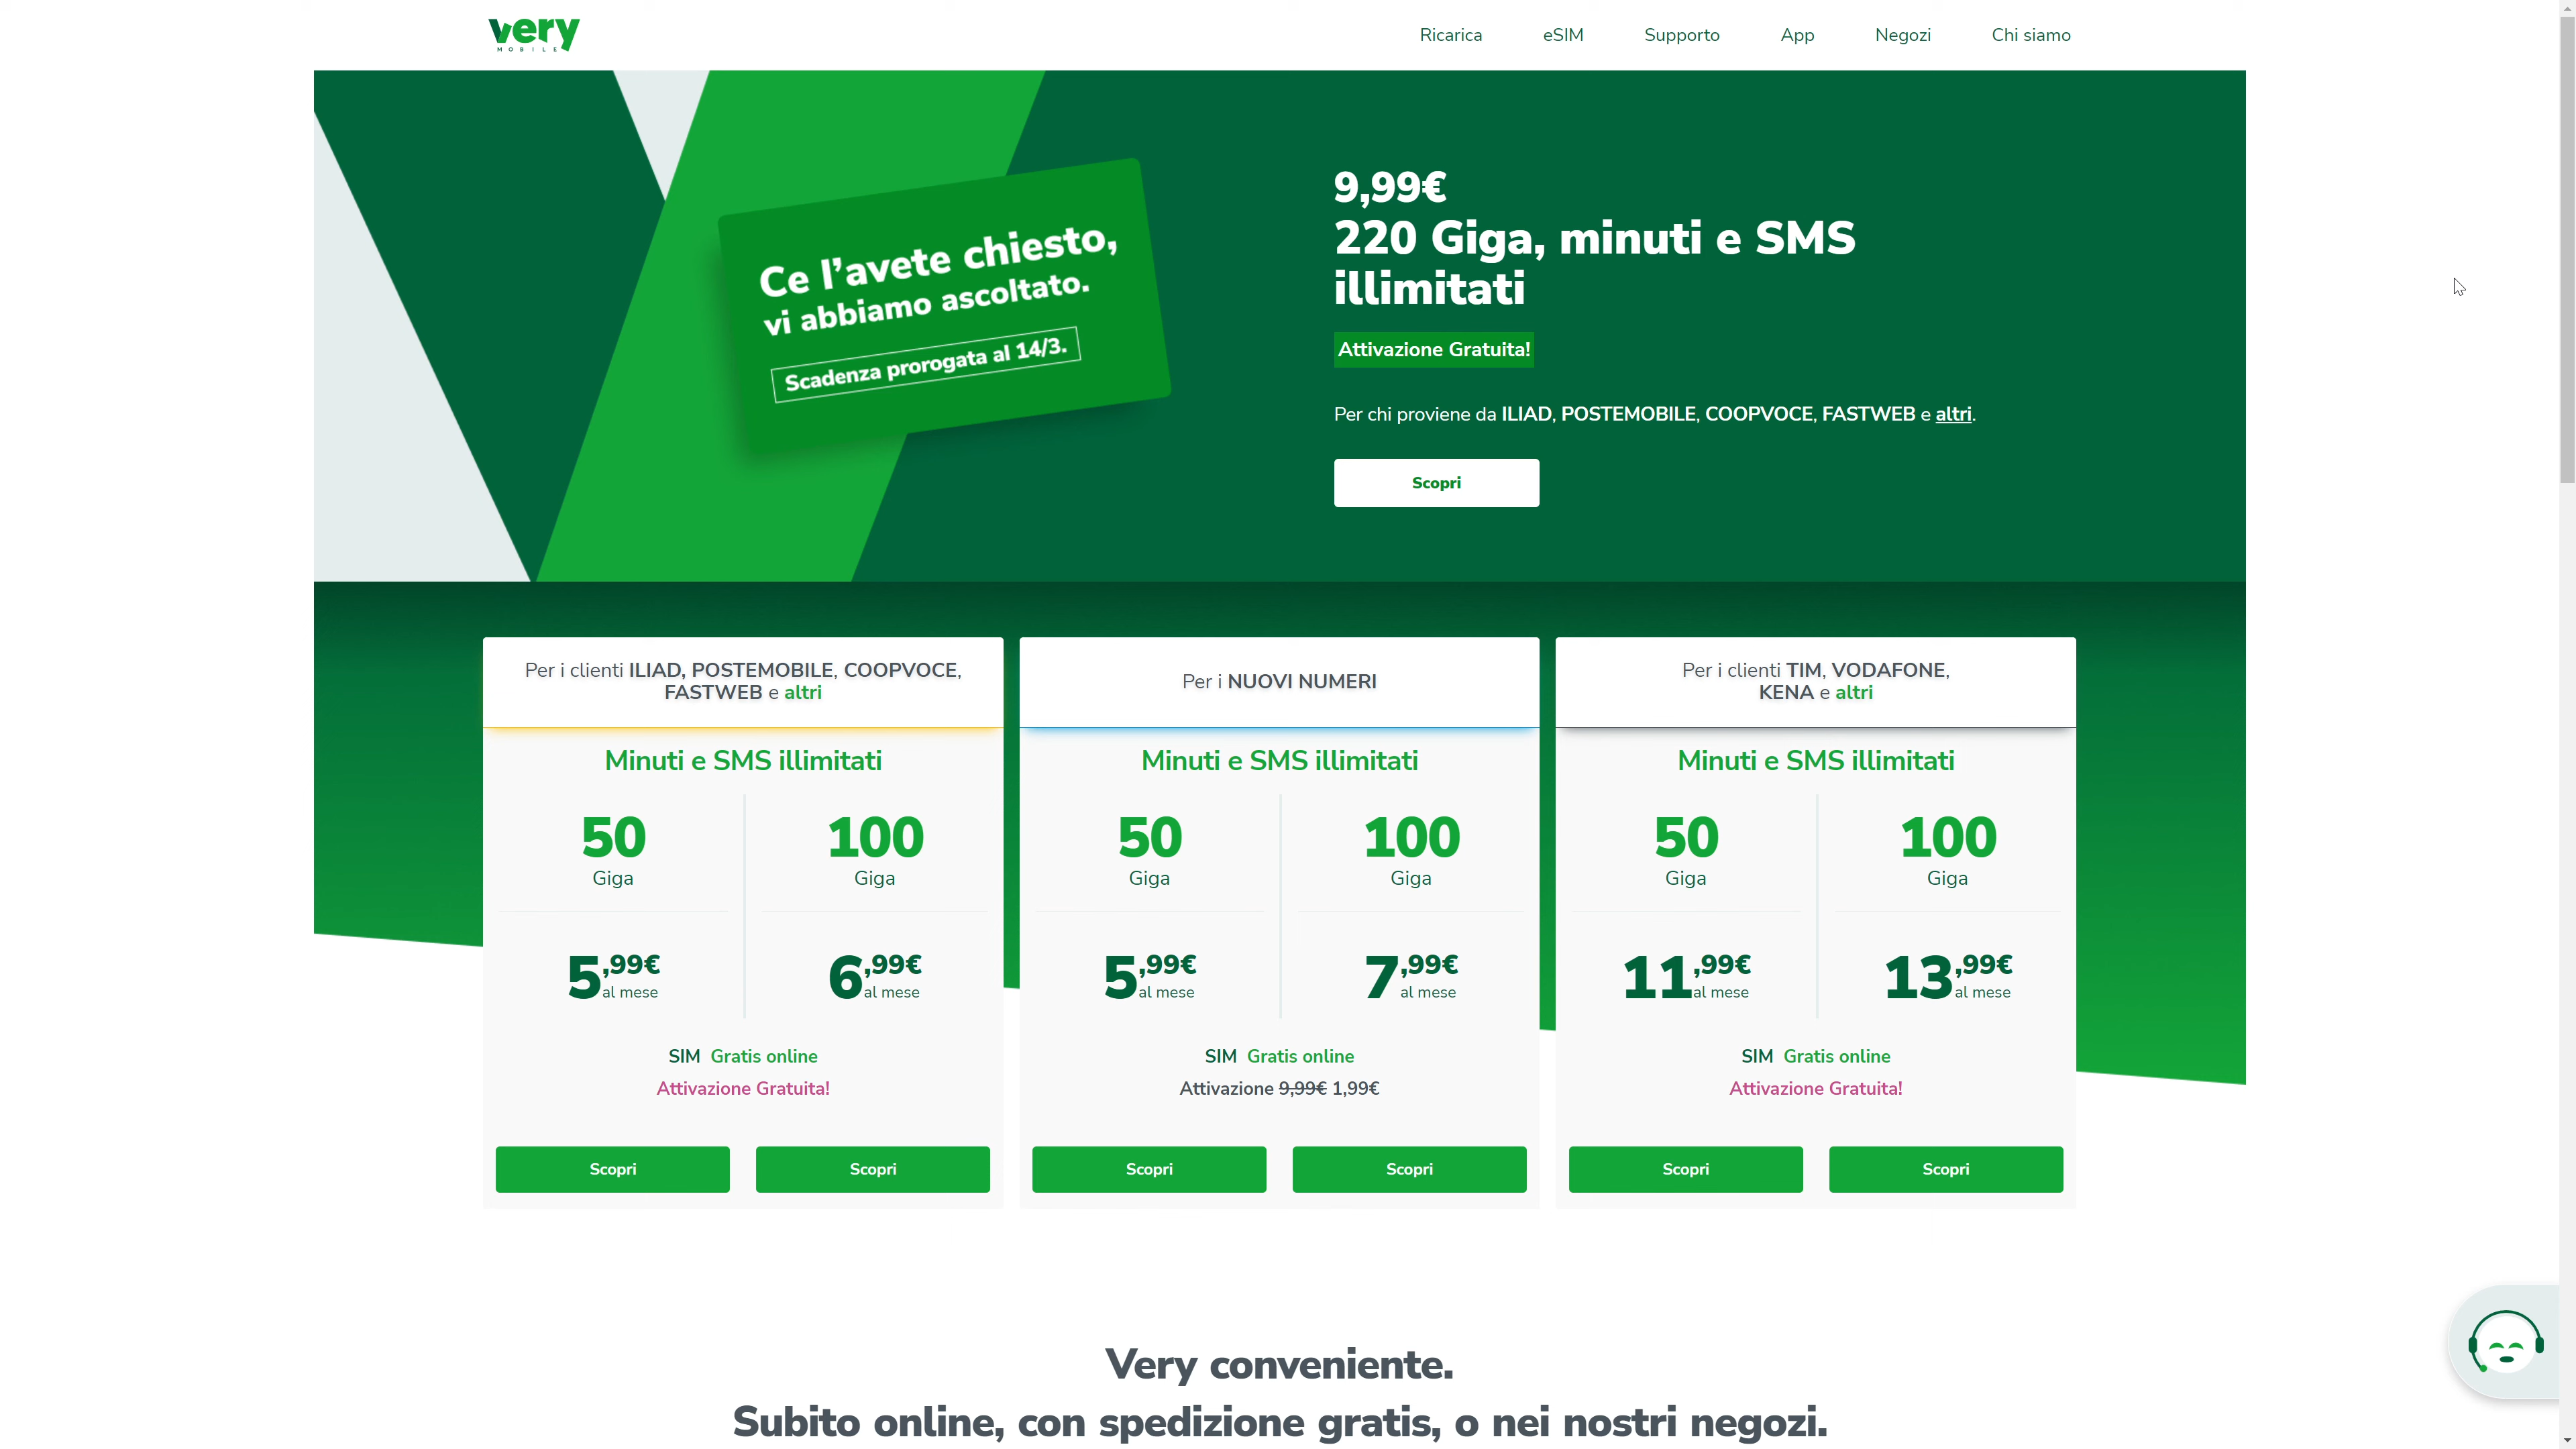 very
MOBILE
Ricarica
eSIM
Supporto
App
Negozi
Chi siamo
Ce l’avete chiesto,
vi abbiamo ascoltato.
Scadenza prorogata al 14/3.
9,99€
220 Giga, minuti e SMS
illimitati
Attivazione Gratuita!
Per chi proviene da ILIAD, POSTEMOBILE, COOPVOCE, FASTWEB e altri.
Scopri
Per i clienti ILIAD, POSTEMOBILE, COOPVOCE,
FASTWEB e altri
Minuti e SMS illimitati
50
Giga
5,99€
al mese
100
Giga
6,99€
al mese
SIM Gratis online
Attivazione Gratuita!
Scopri
Scopri
Per i NUOVI NUMERI
Minuti e SMS illimitati
50
Giga
5,99€
al mese
100
Giga
7,99€
al mese
SIM Gratis online
Attivazione 9,99€ 1,99€
Scopri
Scopri
Per i clienti TIM, VODAFONE,
KENA e altri
Minuti e SMS illimitati
50
Giga
11,99€
al mese
100
Giga
13,99€
al mese
SIM Gratis online
Attivazione Gratuita!
Scopri
Scopri
Very conveniente.
Subito online, con spedizione gratis, o nei nostri negozi.